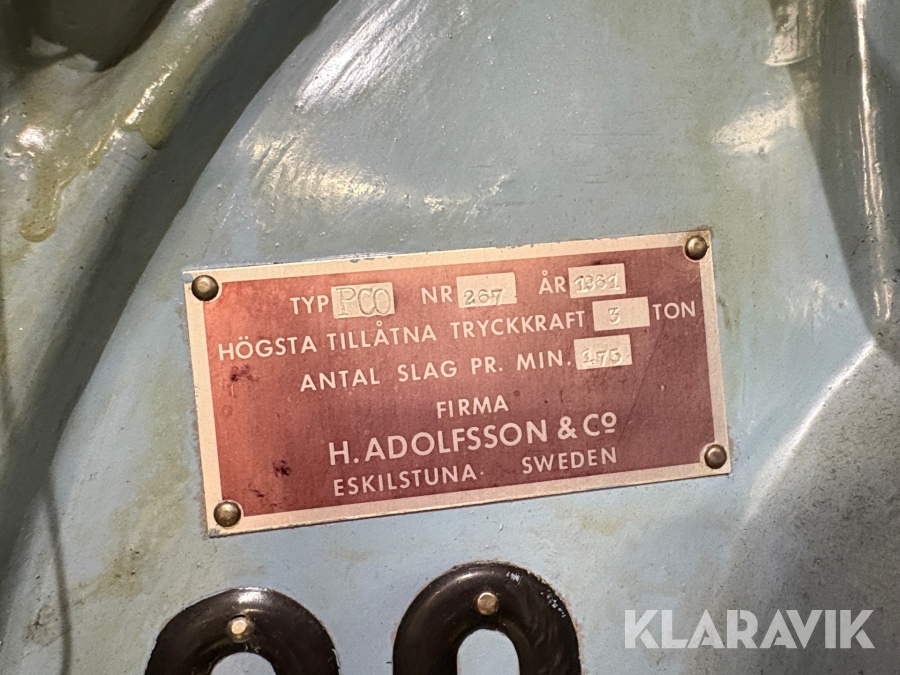 TYP PCO NR 267 ÅR 1961
HÖGSTA TILLÅTNA TRYCKKRAFT 3 TON
ANTAL SLAG PR. MIN. 175
FIRMA
H. ADOLFSSON & Cº
ESKILSTUNA. SWEDEN
KLARAVIK